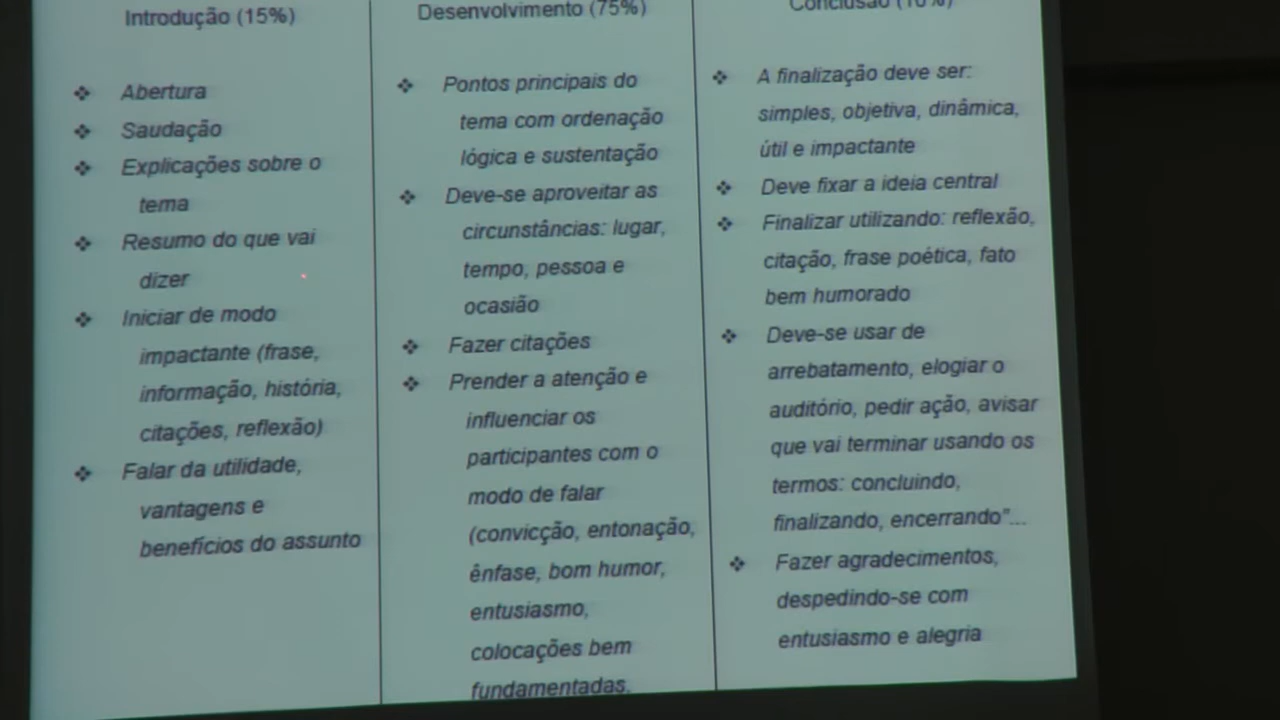 Introdução (15%)
Abertura
Saudação
Explicações sobre o
tema
Resumo do que vai
dizer
Iniciar de modo
impactante (frase,
informação, história,
citações, reflexão)
Falar da utilidade,
vantagens e
benefícios do assunto
Desenvolvimento (75%)
Pontos principais do
tema com ordenação
lógica e sustentação
Deve-se aproveitar as
circunstâncias: lugar,
tempo, pessoa e
ocasião
Fazer citações
Prender a atenção e
influenciar os
participantes com o
modo de falar
(convicção, entonação,
ênfase, bom humor,
entusiasmo,
colocações bem
fundamentadas.
Conclusão (10%)
A finalização deve ser:
simples, objetiva, dinâmica,
útil e impactante
Deve fixar a ideia central
Finalizar utilizando: reflexão,
citação, frase poética, fato
bem humorado
Deve-se usar de
arrebatamento, elogiar o
auditório, pedir ação, avisar
que vai terminar usando os
termos: concluindo,
finalizando, encerrando"...
Fazer agradecimentos,
despedindo-se com
entusiasmo e alegria